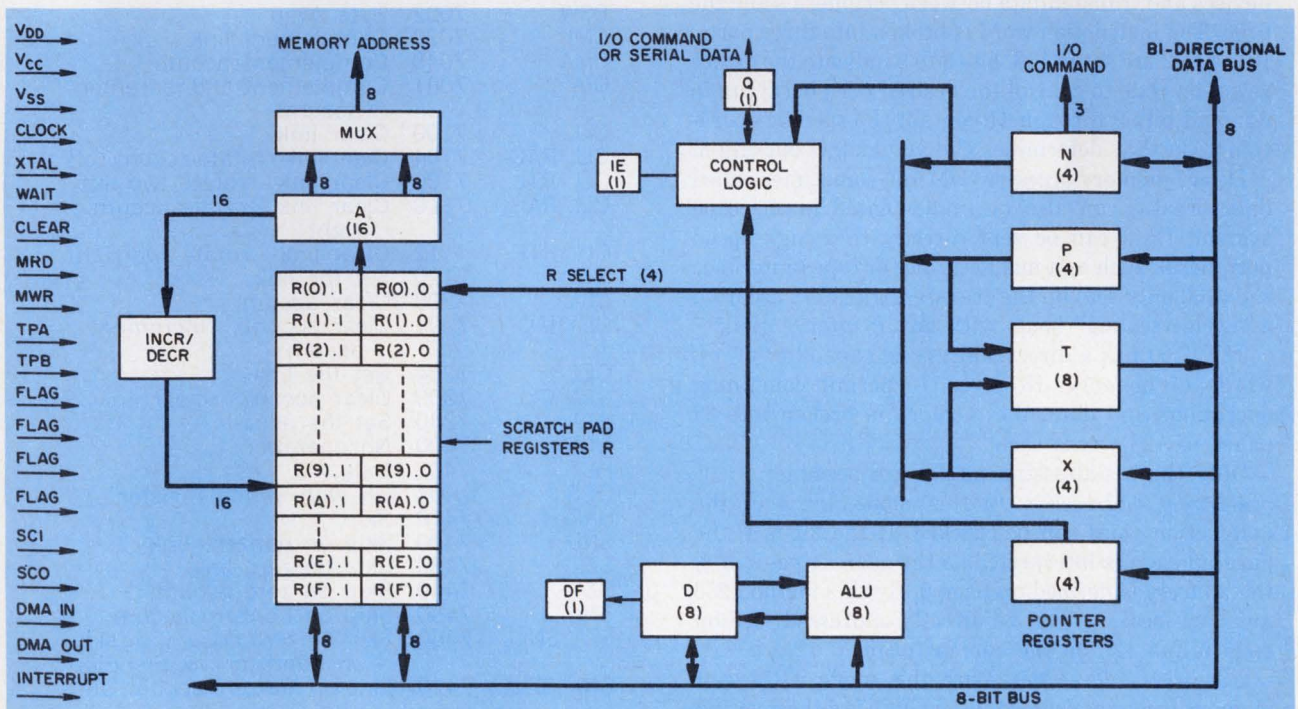 VDD
VCC
VSS
CLOCK
XTAL
WAIT
CLEAR
MRD
MWR
TPA
TPB
FLAG
FLAG
FLAG
FLAG
SCI
SCO
DMA IN
DMA OUT
INTERRUPT
MEMORY ADDRESS
8
MUX
8
8
16
A
(16)
INCR/
DECR
16
R(0).1 R(0).0
R(1).1 R(1).0
R(2).1 R(2).0
R(9).1 R(9).0
R(A).1 R(A).0
R(E).1 R(E).0
R(F).1 R(F).0
8
8
SCRATCH PAD
REGISTERS R
R SELECT (4)
I/O COMMAND
OR SERIAL DATA
Q
(1)
IE
(1)
CONTROL
LOGIC
I/O
COMMAND
3
BI-DIRECTIONAL
DATA BUS
8
N
(4)
P
(4)
T
(8)
X
(4)
I
(4)
POINTER
REGISTERS
DF
(1)
D
(8)
ALU
(8)
8-BIT BUS